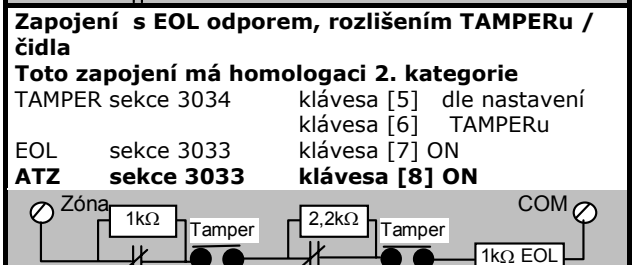 Zapojení s EOL odporem, rozlišením TAMPERu /
čidla
Toto zapojení má homologaci 2. kategorie
TAMPER sekce 3034 klávesa [5] dle nastavení
klávesa [6] TAMPERu
EOL sekce 3033 klávesa [7] ON
ATZ sekce 3033 klávesa [8] ON
Zóna COM
1kΩ Tamper 2,2kΩ Tamper
1kΩ EOL